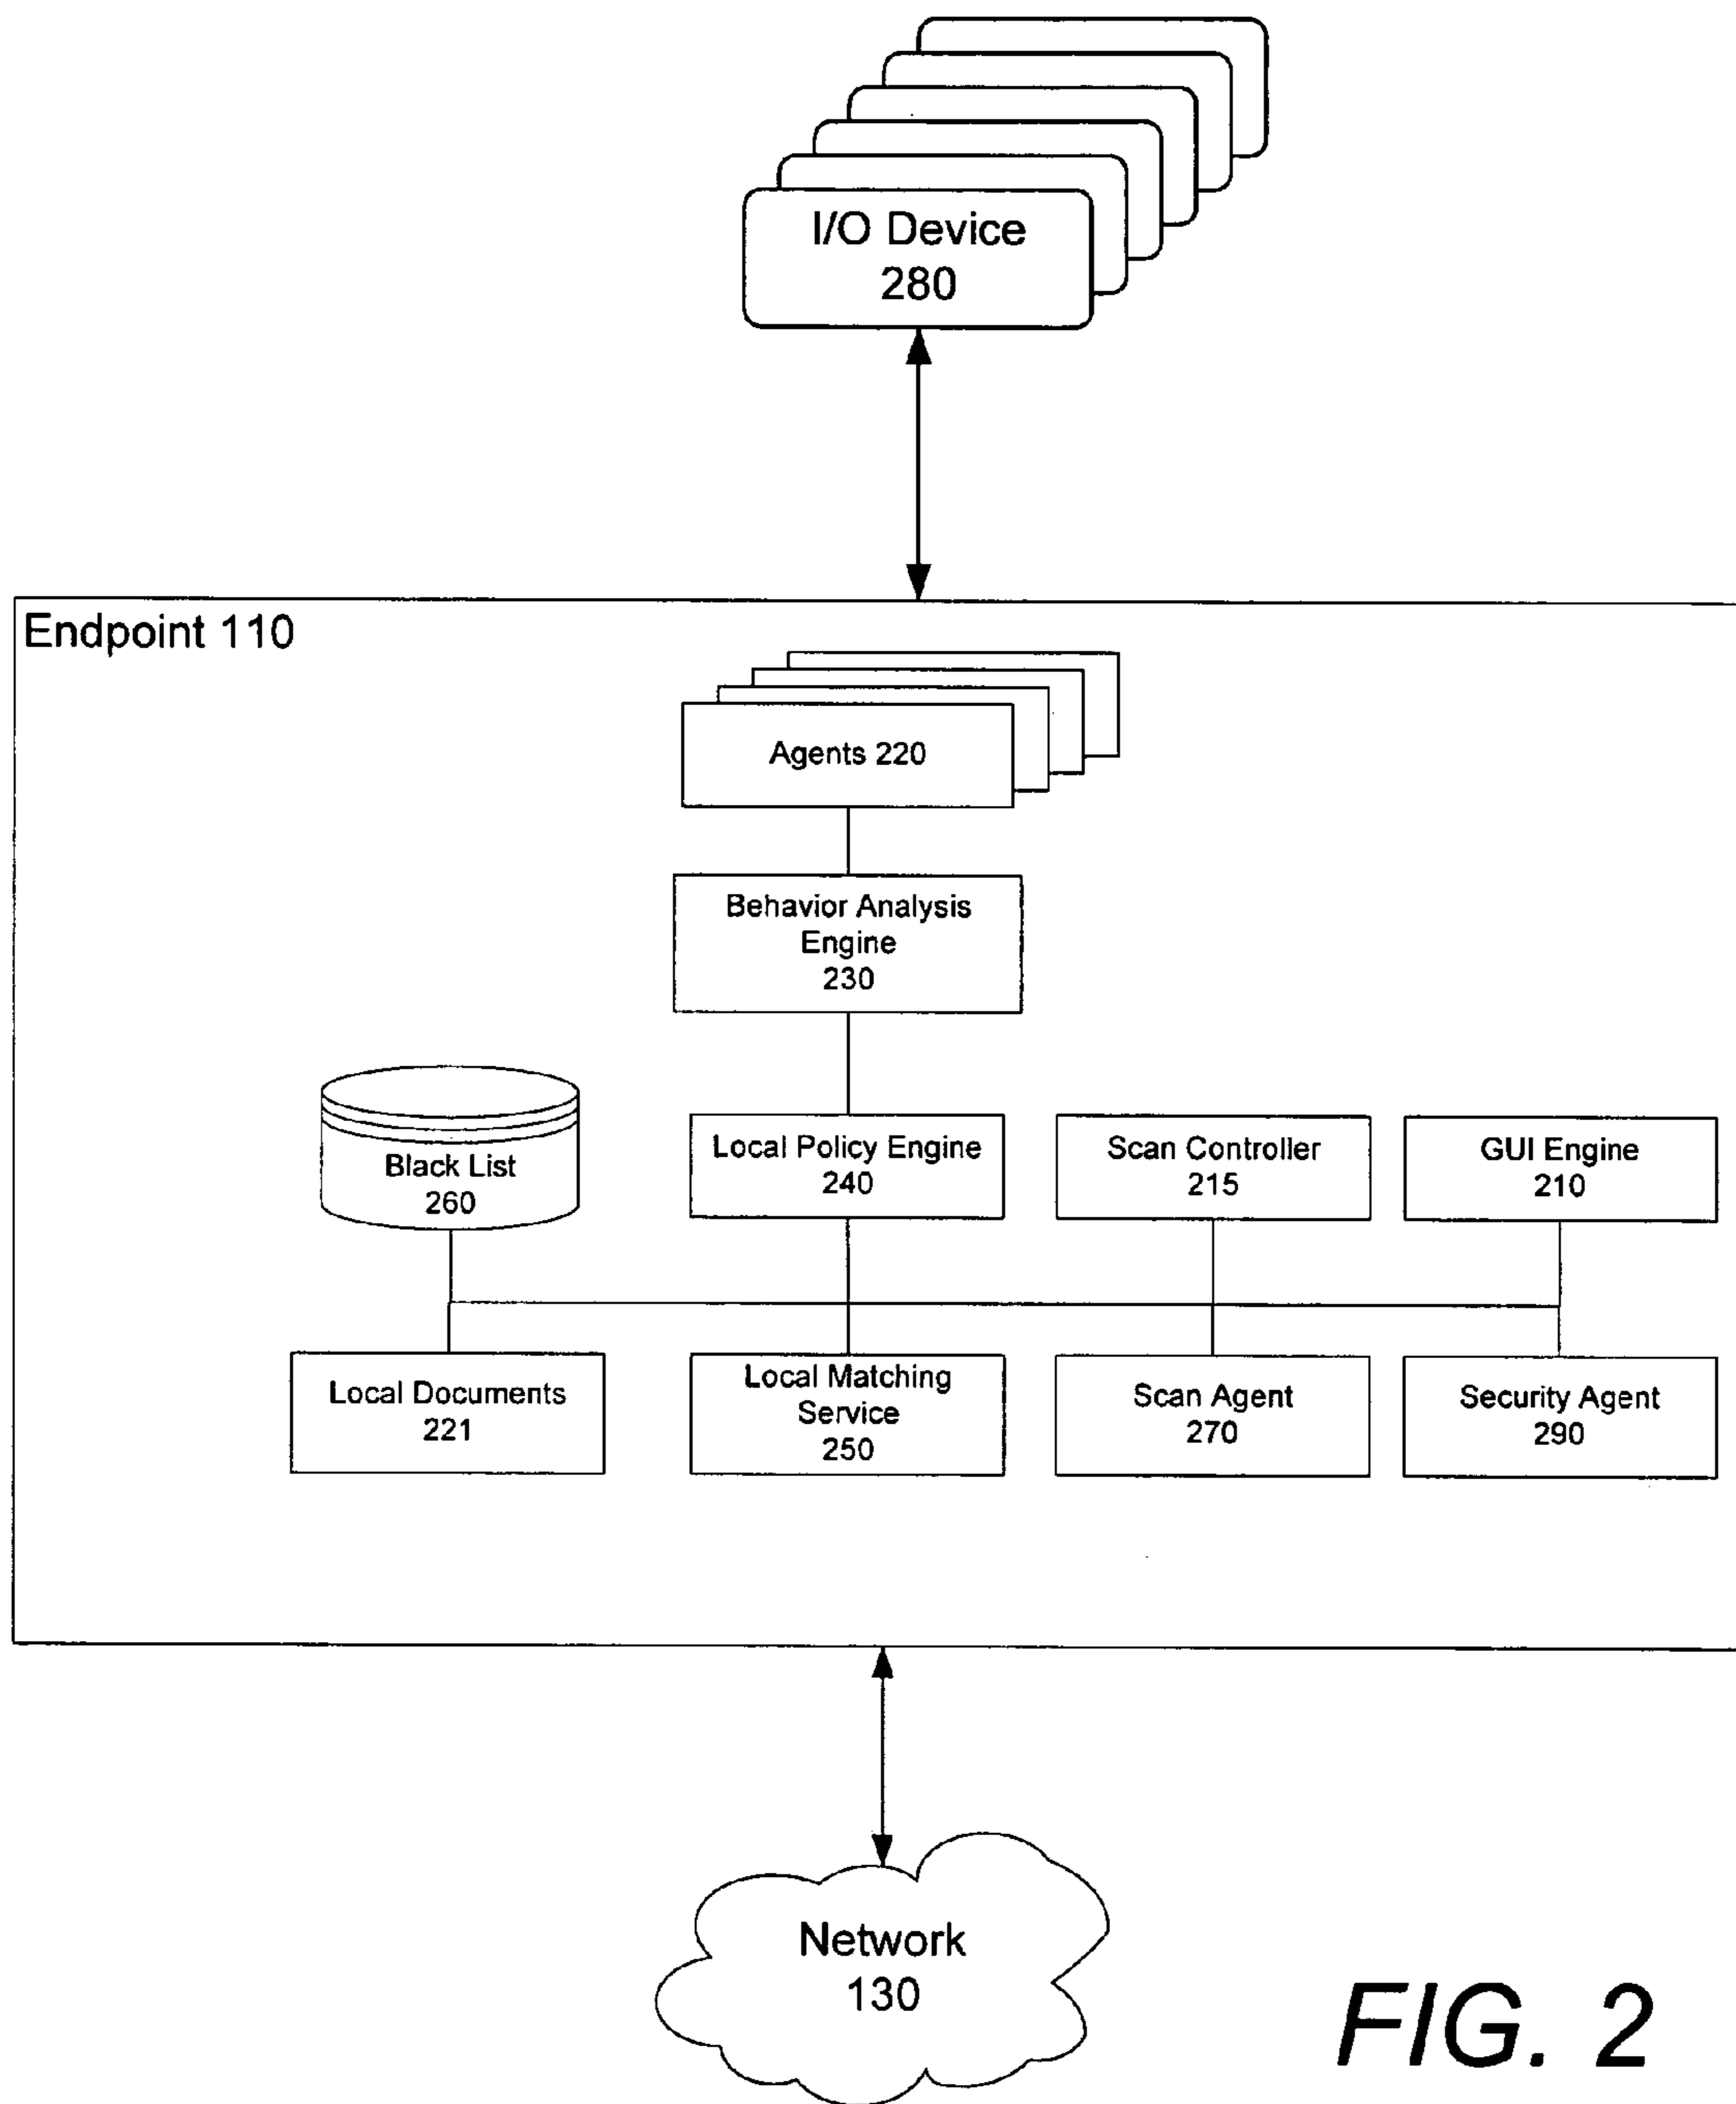 I/O Device
280
Endpoint 110
Agents 220
Behavior Analysis
Engine
230
Black List
260
Local Policy Engine
240
Scan Controller
215
GUI Engine
210
Local Documents
221
Local Matching
Service
250
Scan Agent
270
Security Agent
290
Network
130
FIG. 2